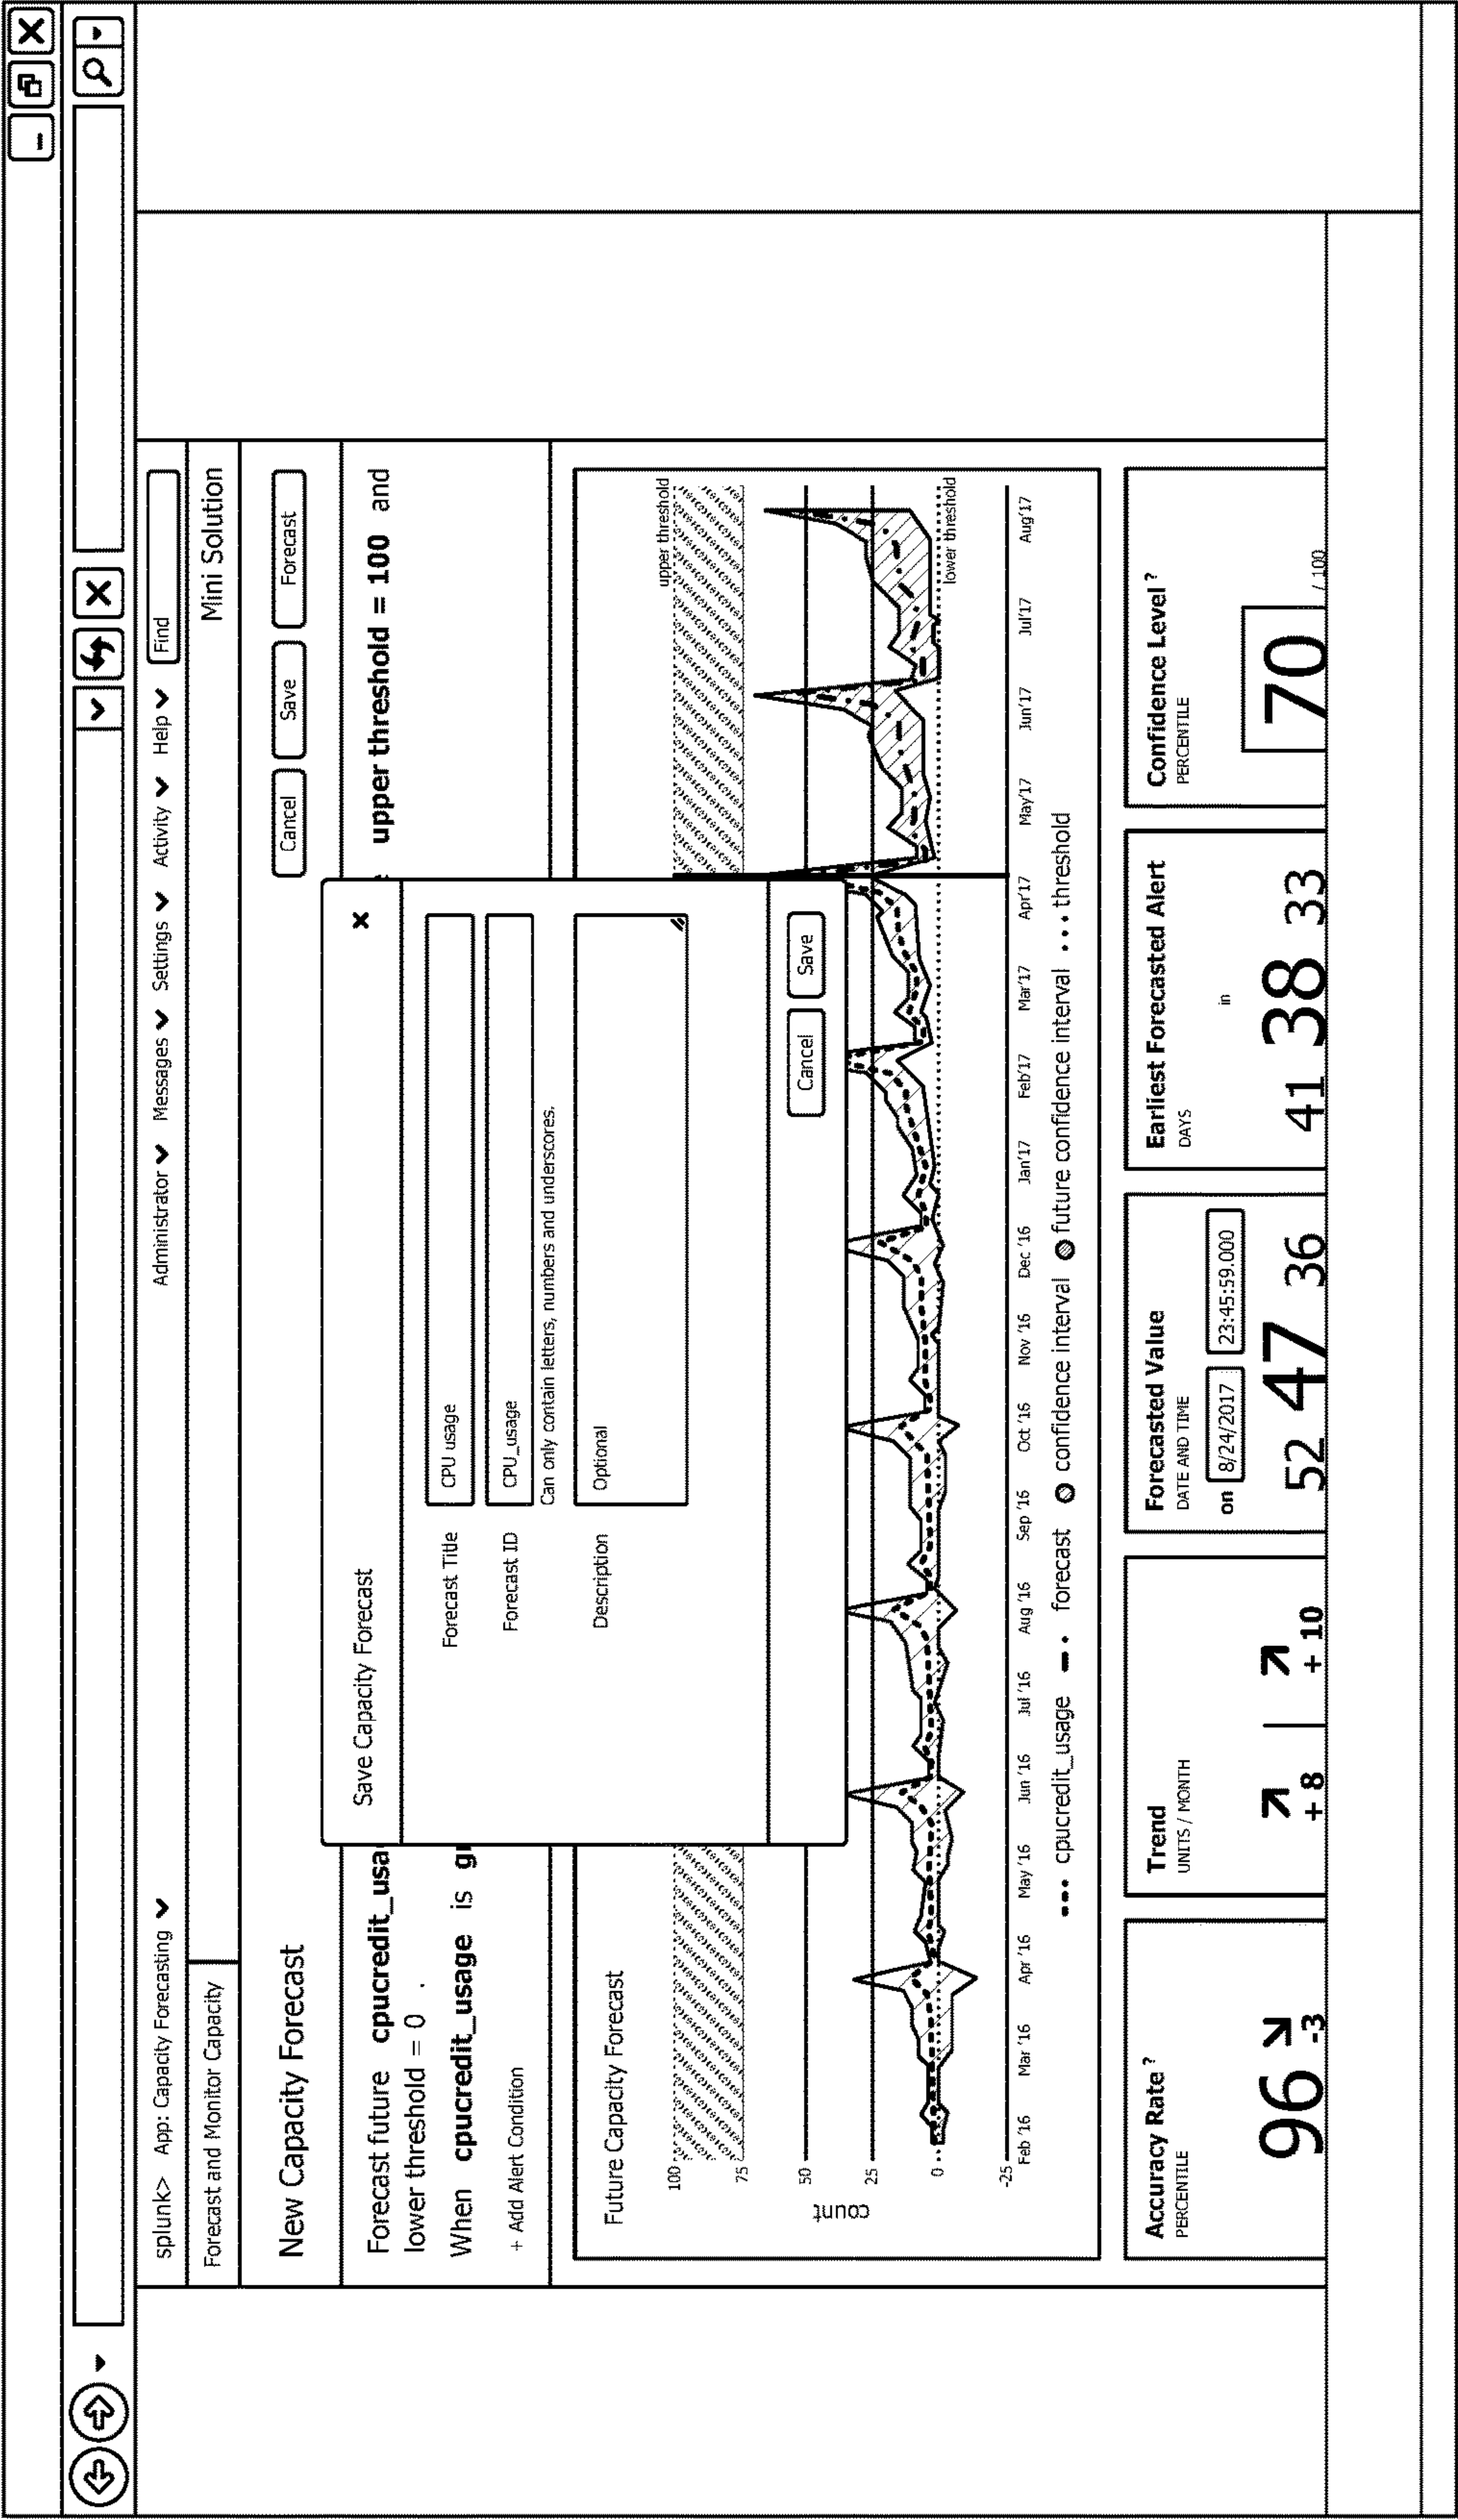 splunk> App: Capacity Forecasting Administrator Messages Settings Activity Help Find
Forecast and Monitor Capacity Mini Solution
New Capacity Forecast Cancel Save Forecast
Forecast future cpucredit_usa upper threshold = 100 and
lower threshold = 0 .
When cpucredit_usage is
+ Add Alert Condition
Save Capacity Forecast
Forecast Title CPU usage
Forecast ID CPU_usage
Can only contain letters, numbers and underscores.
Description Optional
Cancel Save
Future Capacity Forecast
upper threshold
100
75
50
25
0
-25
count
lower threshold
Feb '16 Mar '16 Apr '16 May '16 Jun '16 Jul '16 Aug '16 Sep '16 Oct '16 Nov '16 Dec '16 Jan'17 Feb'17 Mar'17 Apr'17 May'17 Jun'17 Jul'17 Aug'17
cpucredit_usage forecast confidence interval future confidence interval threshold
Accuracy Rate ?
PERCENTILE
96 -3
Trend
UNITS / MONTH
+ 8 + 10
Forecasted Value
DATE AND TIME
on 8/24/2017 23:45:59.000
52 47 36
Earliest Forecasted Alert
DAYS
in
41 38 33
Confidence Level ?
PERCENTILE
70 / 100